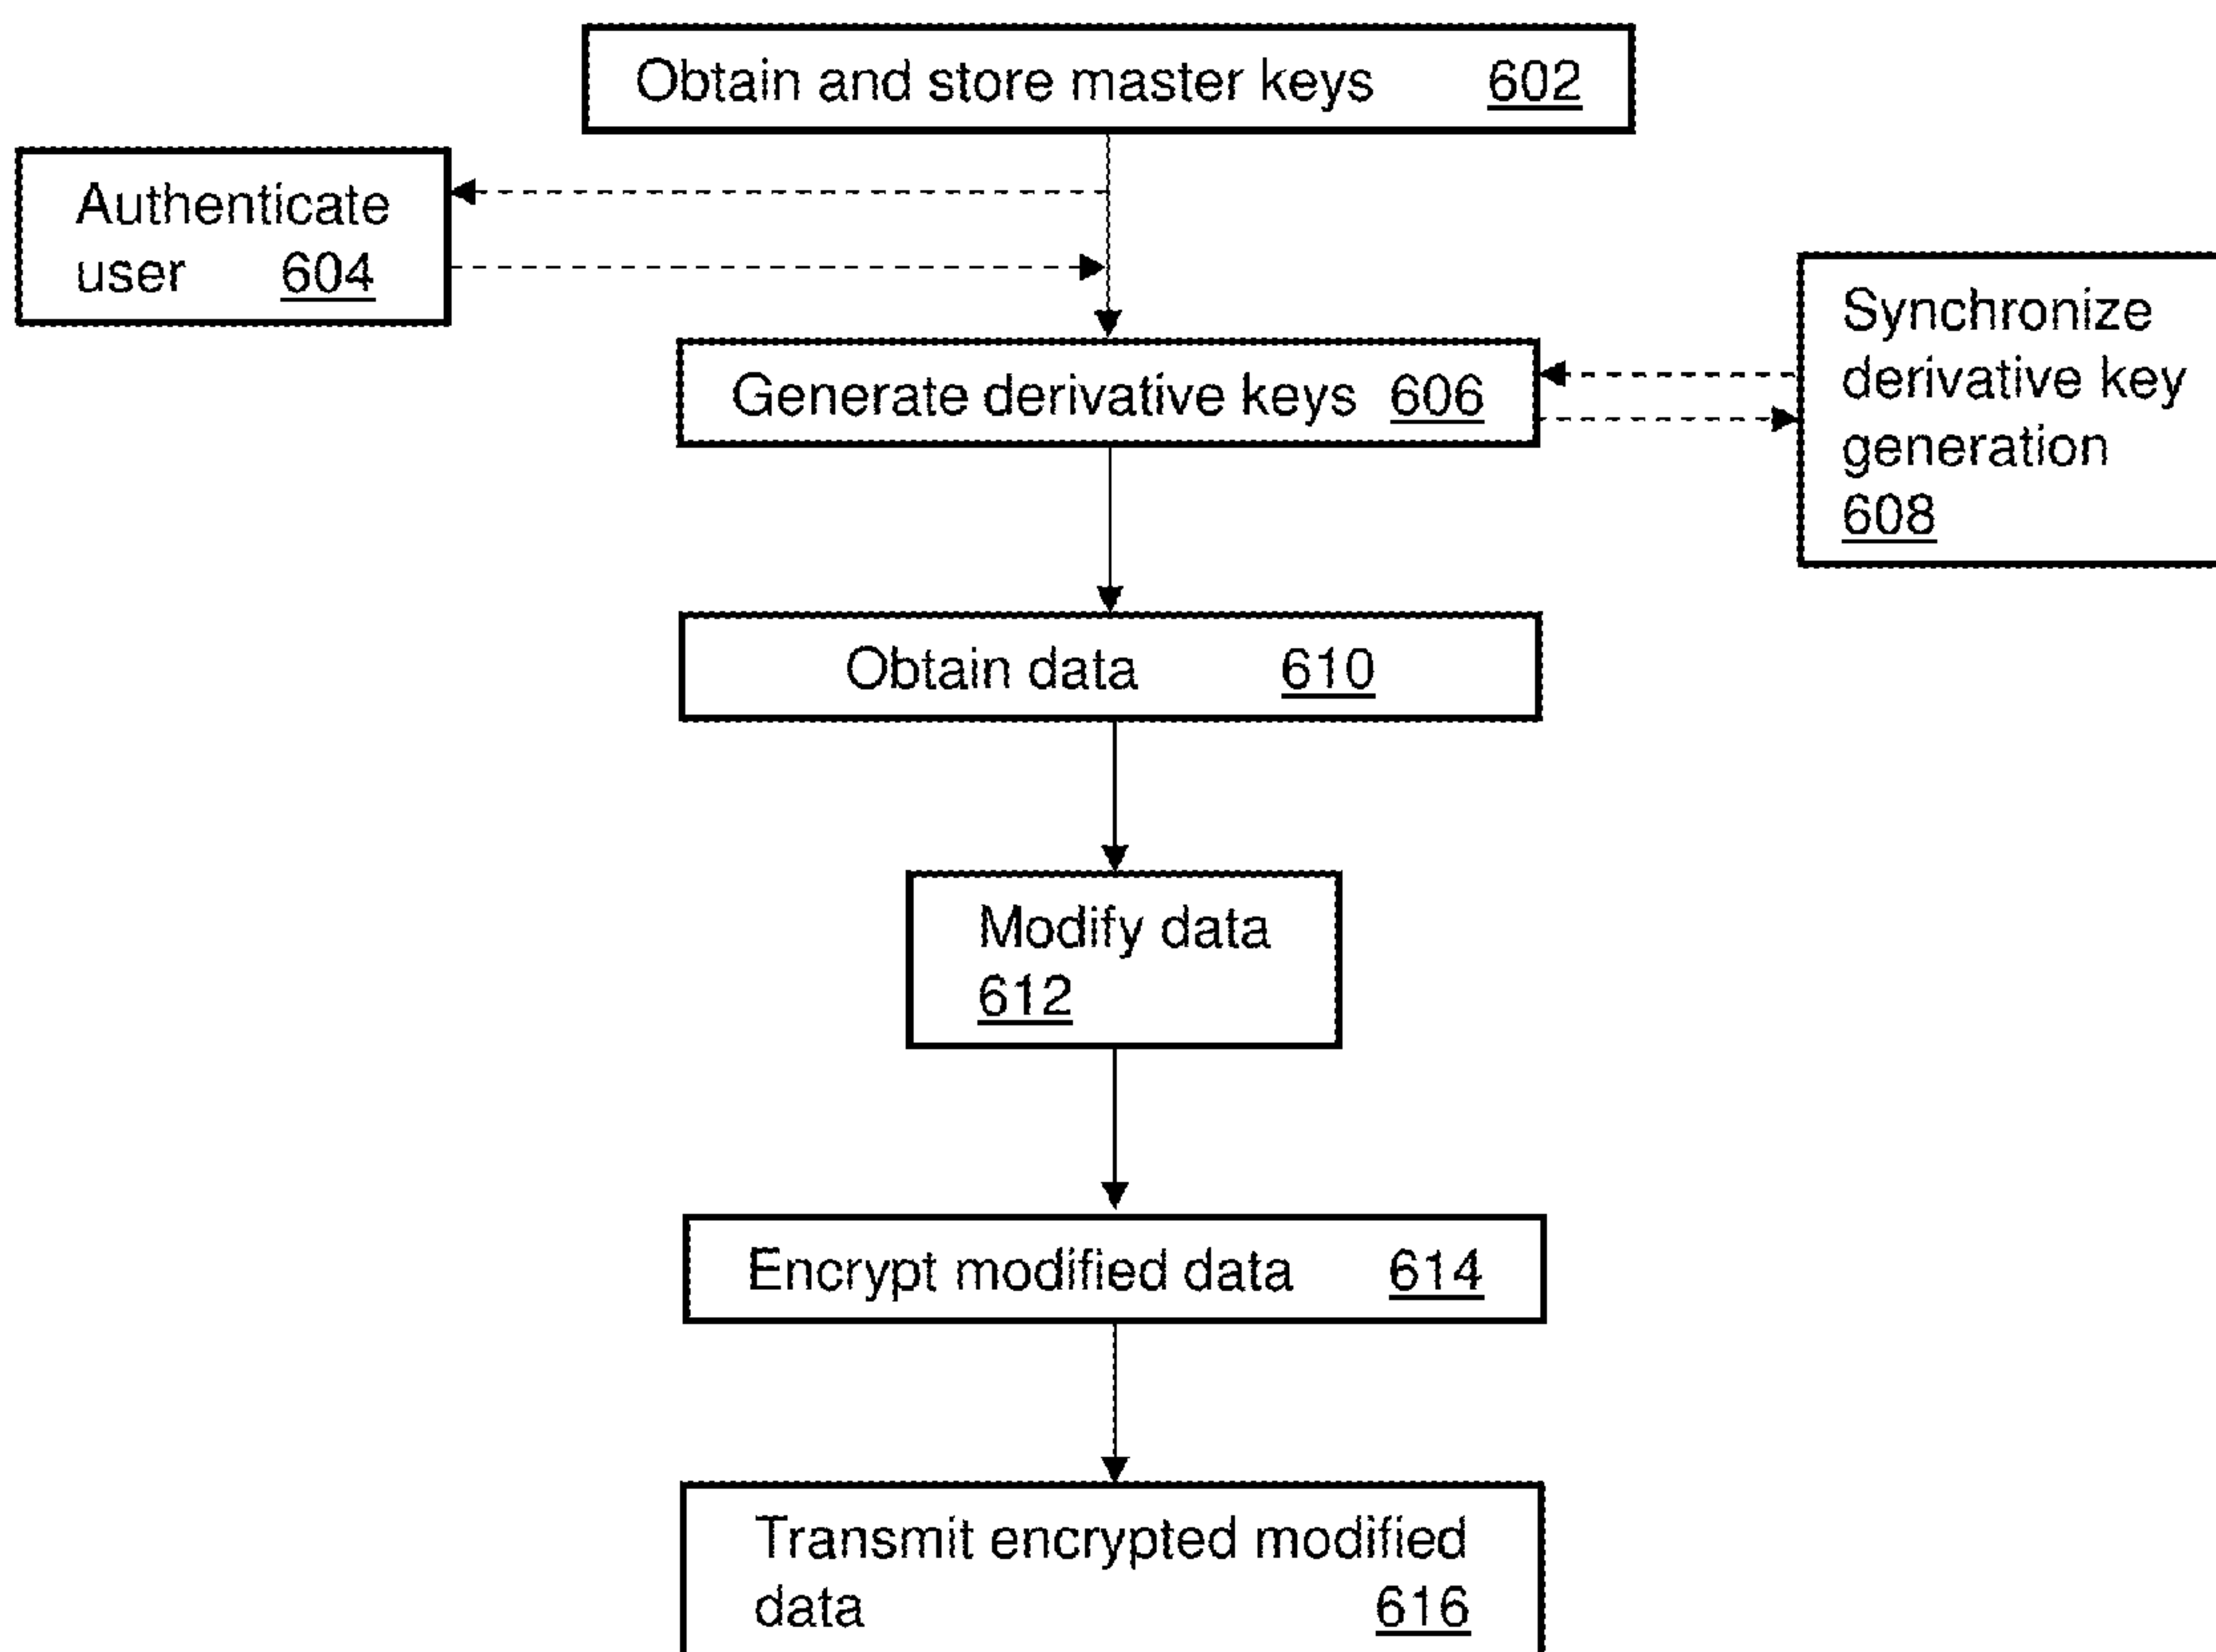 Obtain and store master keys 602
Authenticate
user 604
Generate derivative keys 606
Synchronize
derivative key
generation
608
Obtain data 610
Modify data
612
Encrypt modified data 614
Transmit encrypted modified
data 616